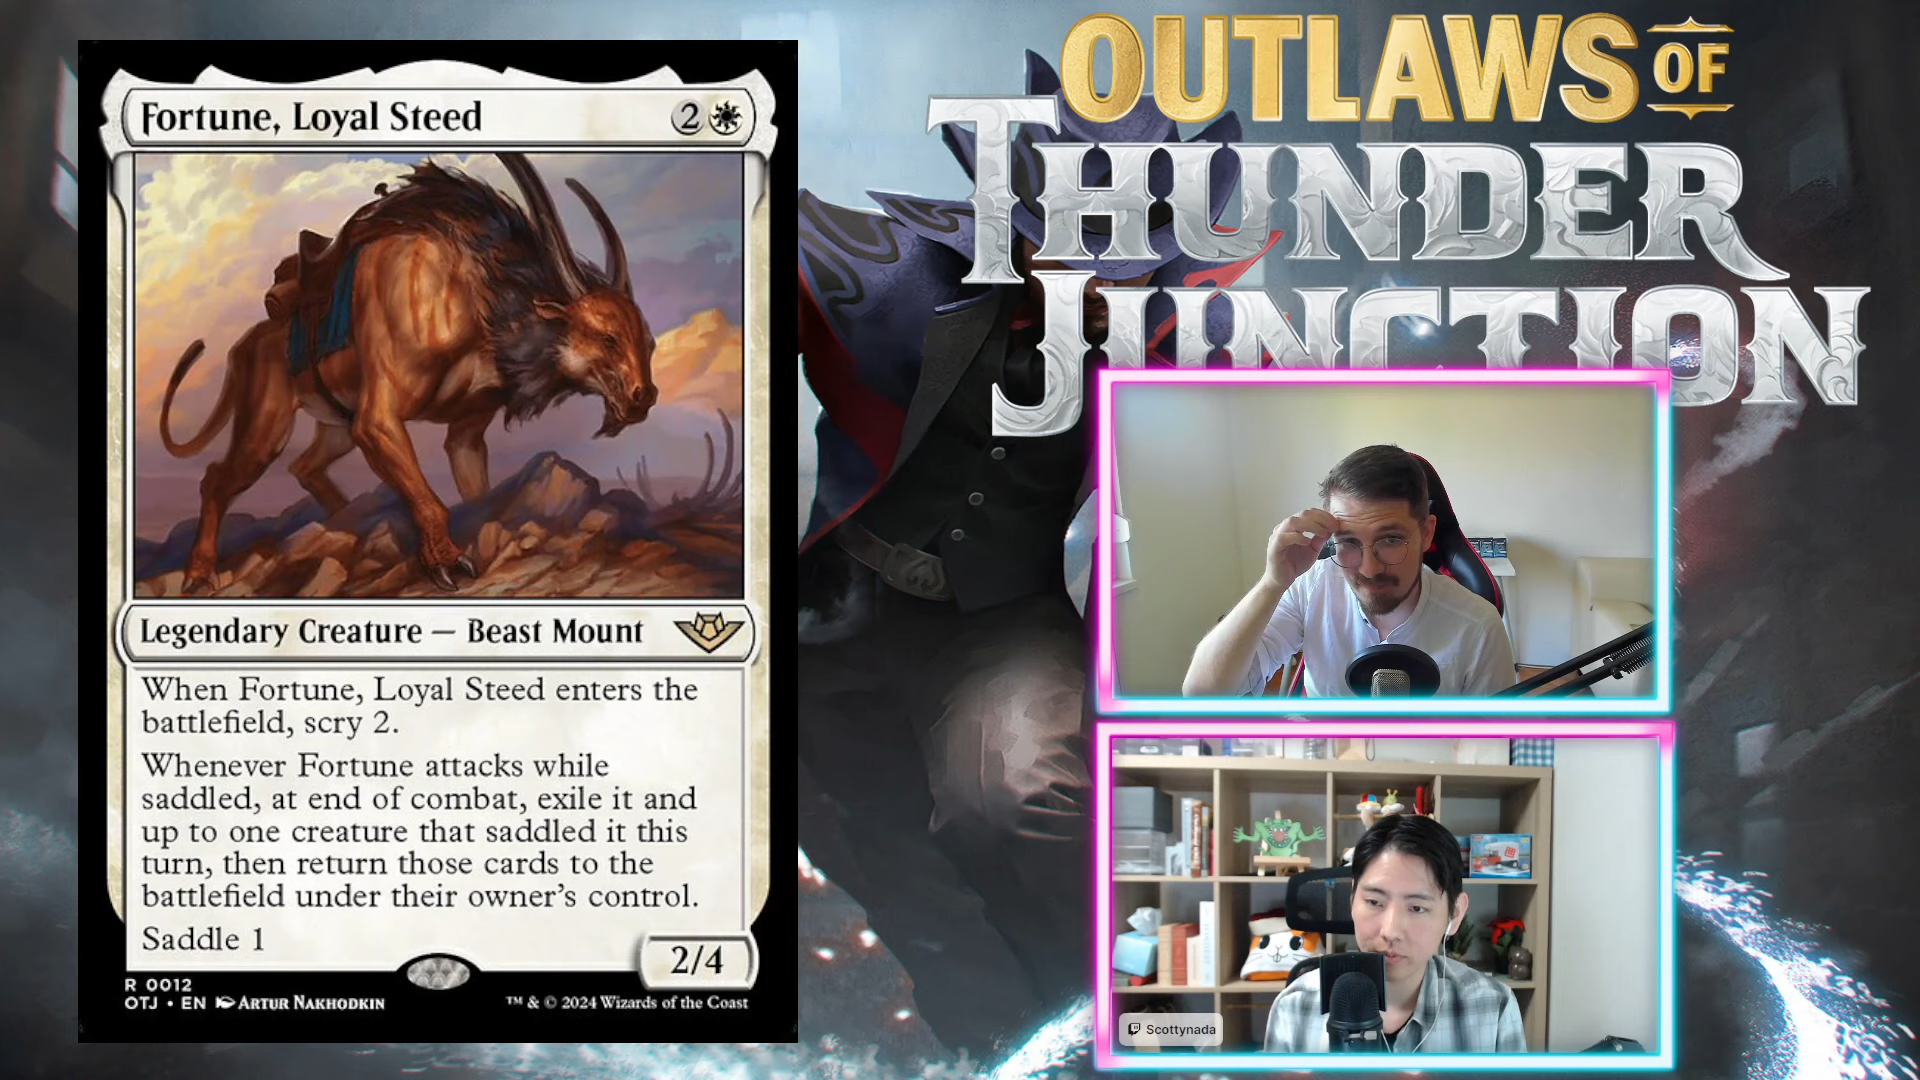 Fortune, Loyal Steed 2
Legendary Creature — Beast Mount
When Fortune, Loyal Steed enters the
battlefield, scry 2.
Whenever Fortune attacks while
saddled, at end of combat, exile it and
up to one creature that saddled it this
turn, then return those cards to the
battlefield under their owner's control.
Saddle 1
2/4
R 0012
OTJ • EN ARTUR NAKHODKIN
™ & © 2024 Wizards of the Coast
OUTLAWS OF
THUNDER
JUNCTION
Scottynada